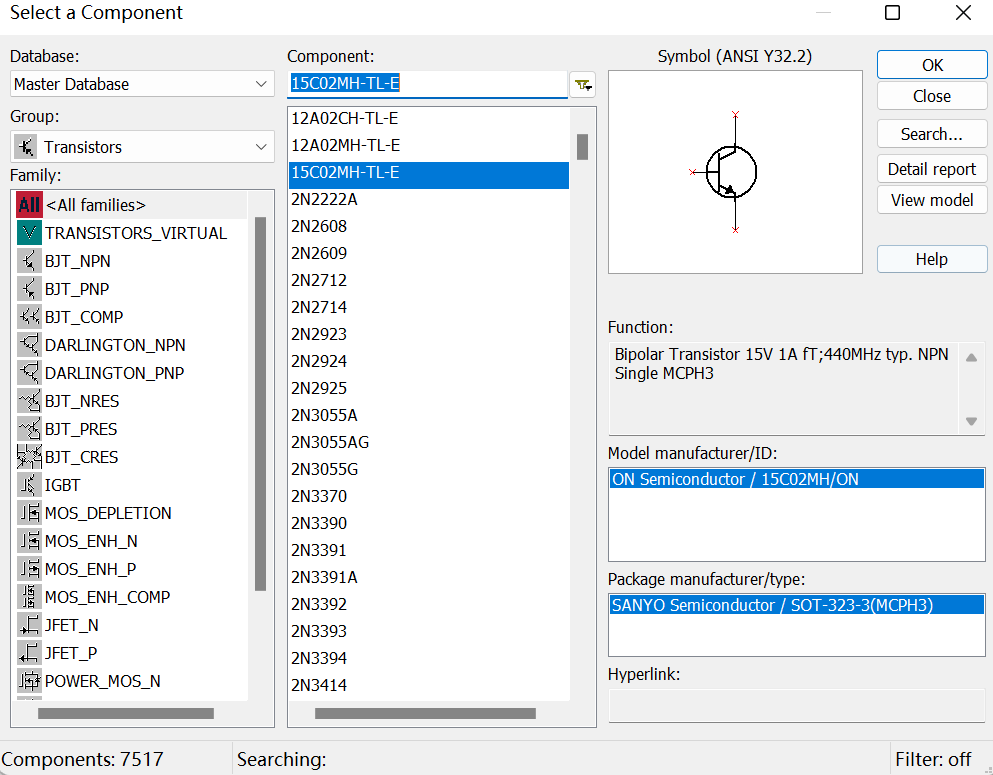 Select a Component
Database:
Master Database
Group:
Transistors
Family:
All <All families>
TRANSISTORS_VIRTUAL
BJT_NPN
BJT_PNP
BJT_COMP
DARLINGTON_NPN
DARLINGTON_PNP
BJT_NRES
BJT_PRES
BJT_CRES
IGBT
MOS_DEPLETION
MOS_ENH_N
MOS_ENH_P
MOS_ENH_COMP
JFET_N
JFET_P
POWER_MOS_N
Component:
15C02MH-TL-E
12A02CH-TL-E
12A02MH-TL-E
15C02MH-TL-E
2N2222A
2N2608
2N2609
2N2712
2N2714
2N2923
2N2924
2N2925
2N3055A
2N3055AG
2N3055G
2N3370
2N3390
2N3391
2N3391A
2N3392
2N3393
2N3394
2N3414
Symbol (ANSI Y32.2)
Function:
Bipolar Transistor 15V 1A fT;440MHz typ. NPN
Single MCPH3
Model manufacturer/ID:
ON Semiconductor / 15C02MH/ON
Package manufacturer/type:
SANYO Semiconductor / SOT-323-3(MCPH3)
Hyperlink:
OK
Close
Search...
Detail report
View model
Help
Components: 7517
Searching:
Filter: off